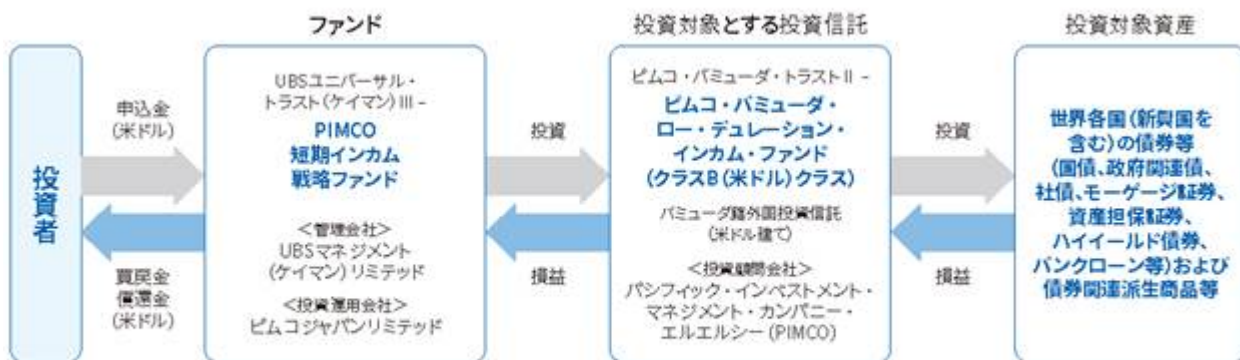 ファンド
投資対象とする投資信託
投資対象資産
投資者
申込金
(米ドル)
買戻金
償還金
(米ドル)
UBSユニバーサル・
トラスト(ケイマン)III –
PIMCO
短期インカム
戦略ファンド
<管理会社>
UBSマネジメント
(ケイマン)リミテッド
<投資運用会社>
ピムコジャパンリミテッド
投資
損益
ピムコ・バミューダ・トラストII –
ピムコ・バミューダ・
ロー・デュレーション・
インカム・ファンド
(クラスB(米ドル)クラス)
バミューダ籍外国投資信託
(米ドル建て)
<投資顧問会社>
パシフィック・インベストメント・
マネジメント・カンパニー・
エルエルシー(PIMCO)
投資
損益
世界各国(新興国を
含む)の債券等
(国債、政府関連債、
社債、モーゲージ証券、
資産担保証券、
ハイイールド債券、
バンクローン等)および
債券関連派生商品等